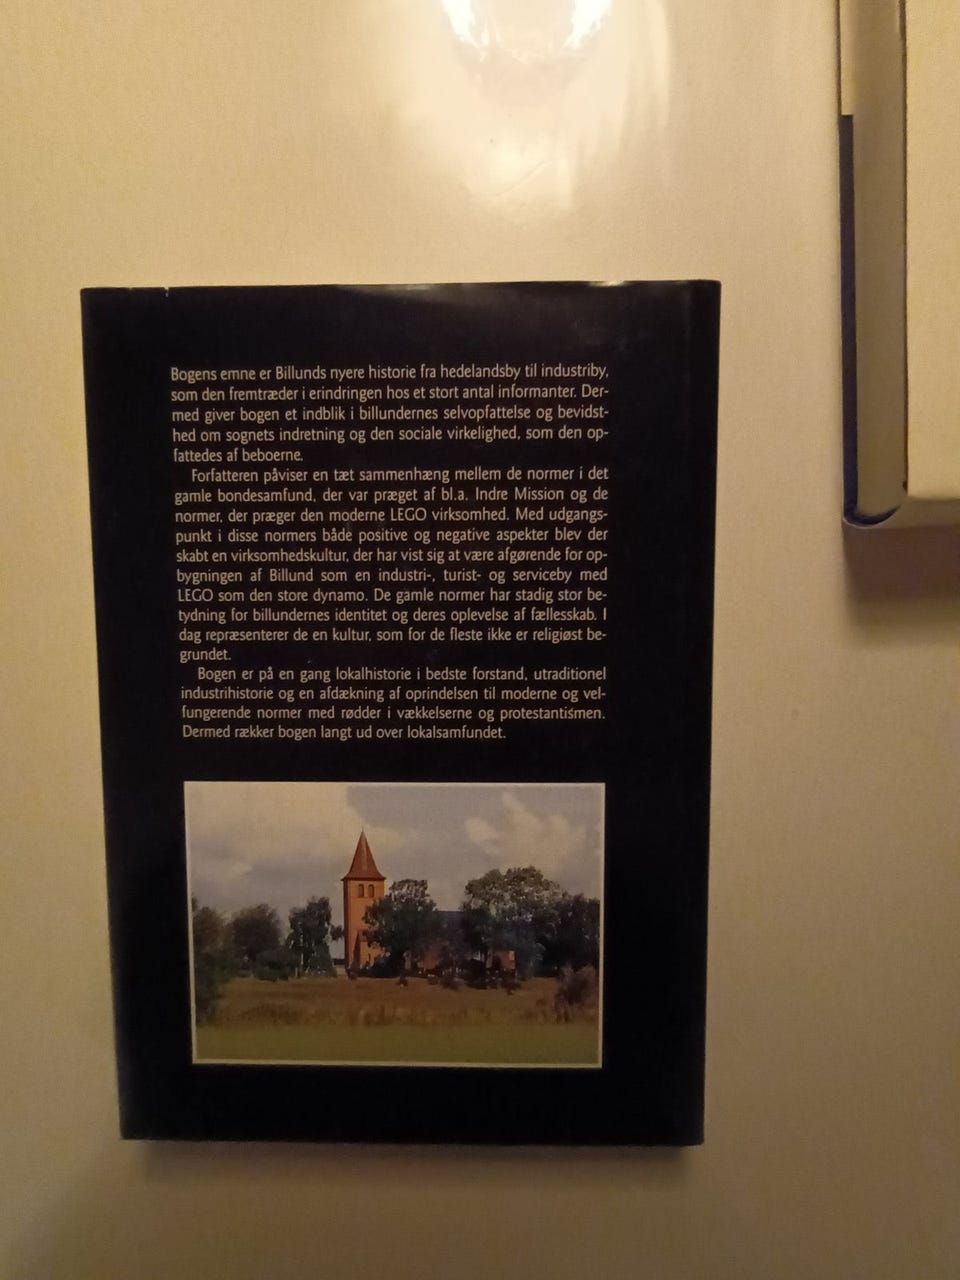 Bogens emne er Billunds nyere historie fra hedelandsby til industriby,
som den fremtræder i erindringen hos et stort antal informanter. Der-
med giver bogen et indblik i billundernes selvopfattelse og bevidst-
hed om sognets indretning og den sociale virkelighed, som den op-
fattedes af beboerne.
Forfatteren påviser en tæt sammenhæng mellem de normer i det
gamle bondesamfund, der var præget af bl.a. Indre Mission og de
normer, der præger den moderne LEGO virksomhed. Med udgangs-
punkt i disse normers både positive og negative aspekter blev der
skabt en virksomhedskultur, der har vist sig at være afgørende for op-
bygningen af Billund som en industri-, turist- og serviceby med
LEGO som den store dynamo. De gamle normer har stadig stor be-
tydning for billundernes identitet og deres oplevelse af fællesskab. I
dag repræsenterer de en kultur, som for de fleste ikke er religiøst be-
grundet.
Bogen er på en gang lokalhistorie i bedste forstand, utraditionel
industrihistorie og en afdækning af oprindelsen til moderne og vel-
fungerende normer med rødder i vækkelserne og protestantismen.
Dermed rækker bogen langt ud over lokalsamfundet.